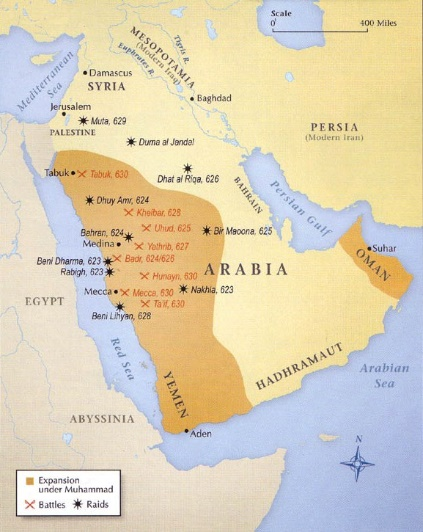 Scale
0 400 Miles
MESOPOTAMIA
(Modern Iraq)
Tigris R.
Euphrates R.
Mediterranean
Sea
Damascus
SYRIA
Baghdad
Jerusalem
Muta, 629
PALESTINE
PERSIA
(Modern Iran)
Duma al Jandal
Tabuk
Tabuk, 630
Dhat al Riqa, 626
BAHRAIN
Persian Gulf
Dhuy Amr, 624
Kheibar, 628
Uhud, 625
Bir Maoona, 625
Bahran, 624
Medina
Yathrib, 627
Suhar
OMAN
Beni Dharma, 623
Badr, 624/626
Rabigh, 623
ARABIA
Hunayn, 630
Nakhla, 623
EGYPT
Mecca
Mecca, 630
Ta'if, 630
Beni Lihyan, 628
Red Sea
HADHRAMAUT
Arabian
Sea
YEMEN
ABYSSINIA
Aden
N
Expansion
under Muhammad
Battles Raids